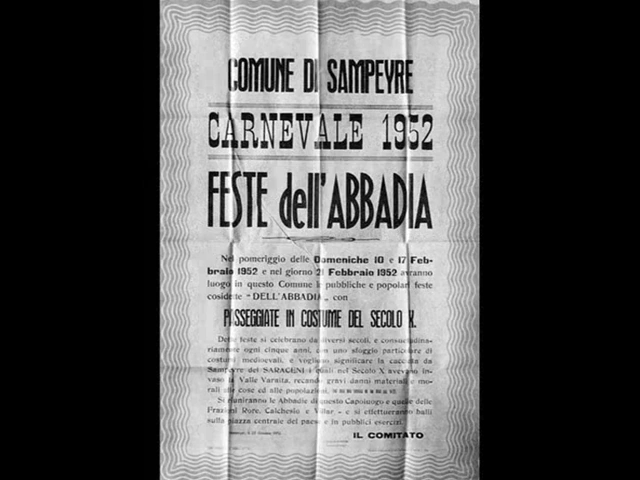 COMUNE DI SAMPEYRE
CARNEVALE 1952
FESTE dell'ABBADIA
Nel pomeriggio delle Domeniche 10 e 17 Feb-
braio 1952 e nel giorno 21 Febbraio 1952 avranno
luogo in questo Comune le pubbliche e popolari feste
cosidette "DELL'ABBADIA" con
PASSEGGIATE IN COSTUME DEL SECOLO X.
Dette feste si celebrano da diversi secoli, e consuetudina-
riamente ogni cinque anni, con uno sfoggio particolare di
costumi medioevali, e vogliono significare la cacciata da
Sampeyre dei SARACENI i quali nel Secolo X avevano in-
vaso la Valle Varaita, recando gravi danni materiali e mo-
rali alle cose ed alle popolazioni.
Si riuniranno le Abbadie di questo Capoluogo e quelle delle
Frazioni Rore, Calchesio e Villar - e si effettueranno balli
sulla piazza centrale del paese e in pubblici esercizi.
IL COMITATO